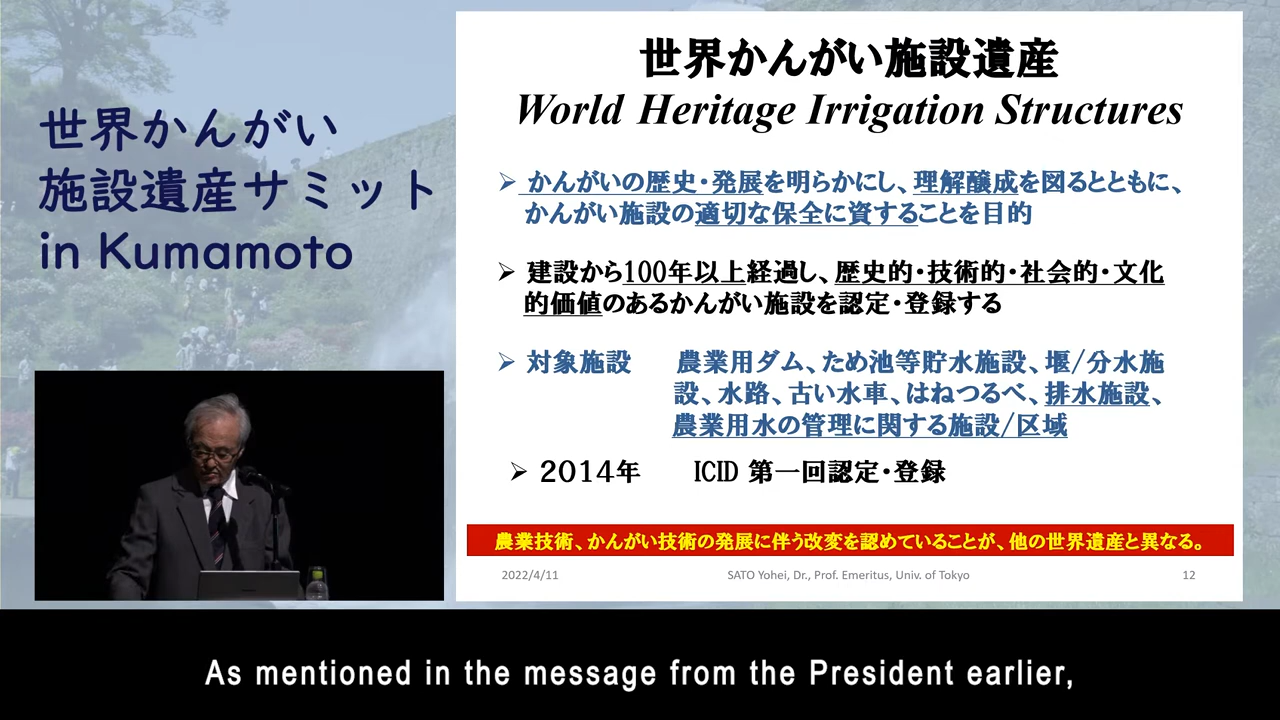 世界かんがい
施設遺産サミット
in Kumamoto
世界かんがい施設遺産
World Heritage Irrigation Structures
➢ かんがいの歴史・発展を明らかにし、理解醸成を図るとともに、
かんがい施設の適切な保全に資することを目的
➢ 建設から100年以上経過し、歴史的・技術的・社会的・文化
的価値のあるかんがい施設を認定・登録する
➢ 対象施設 農業用ダム、ため池等貯水施設、堰/分水施
設、水路、古い水車、はねつるべ、排水施設、
農業用水の管理に関する施設/区域
➢ 2014年 ICID 第一回認定・登録
農業技術、かんがい技術の発展に伴う改変を認めていることが、他の世界遺産と異なる。
2022/4/11 SATO Yohei, Dr., Prof. Emeritus, Univ. of Tokyo 12
As mentioned in the message from the President earlier,